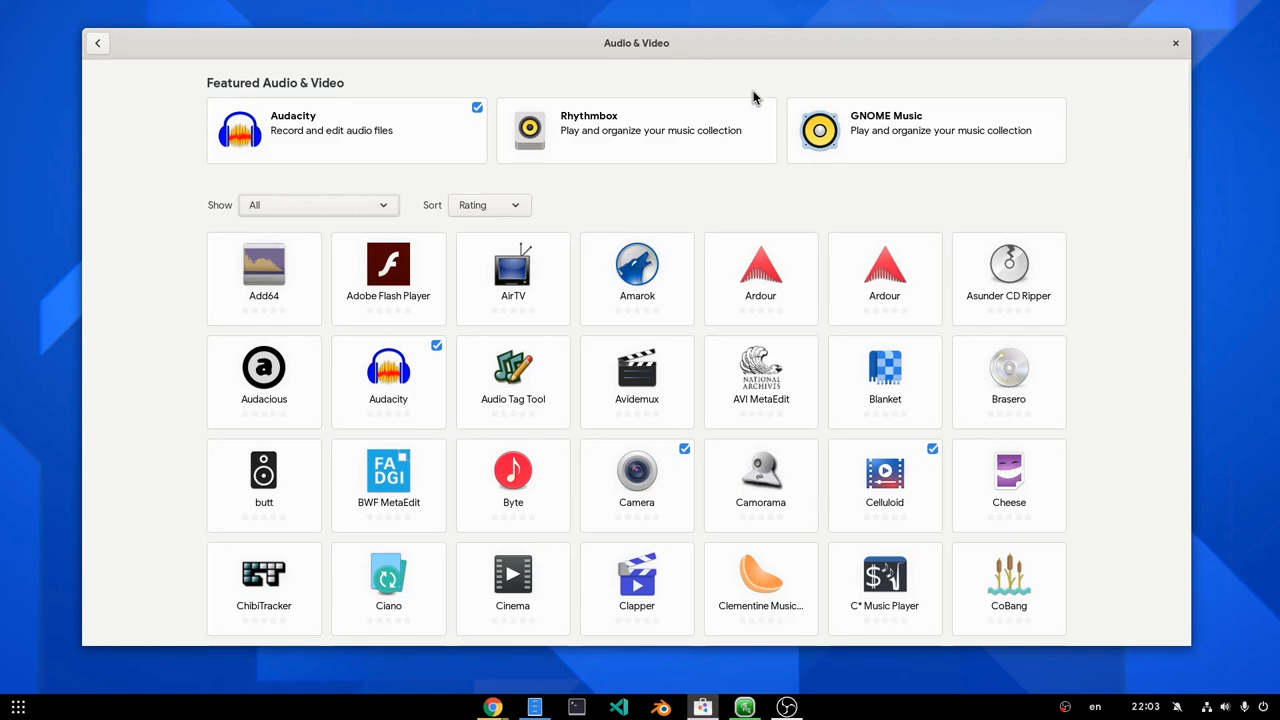 Audio & Video
Featured Audio & Video
Audacity
Record and edit audio files
Rhythmbox
Play and organize your music collection
GNOME Music
Play and organize your music collection
Show
All
Sort
Rating
Add64
Adobe Flash Player
AirTV
Amarok
Ardour
Ardour
Asunder CD Ripper
Audacious
Audacity
Audio Tag Tool
Avidemux
NATIONAL
ARCHIVES
AVI MetaEdit
Blanket
Brasero
butt
FA
DGI
BWF MetaEdit
Byte
Camera
Camorama
Celluloid
Cheese
ChibiTracker
Ciano
Cinema
Clapper
Clementine Music...
C* Music Player
CoBang
en
22:03